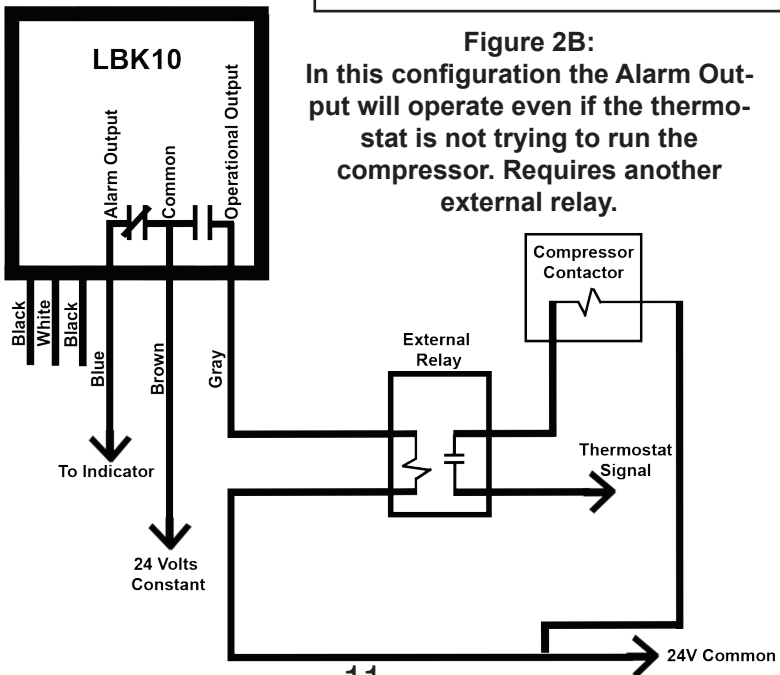 LBK10
Alarm Output
Common
Operational Output
Figure 2B:
In this configuration the Alarm Out-
put will operate even if the thermo-
stat is not trying to run the
compressor. Requires another
external relay.
Compressor
Contactor
Black
White
Black
Blue
Brown
Gray
External
Relay
To Indicator
Thermostat
Signal
24 Volts
Constant
24V Common
11